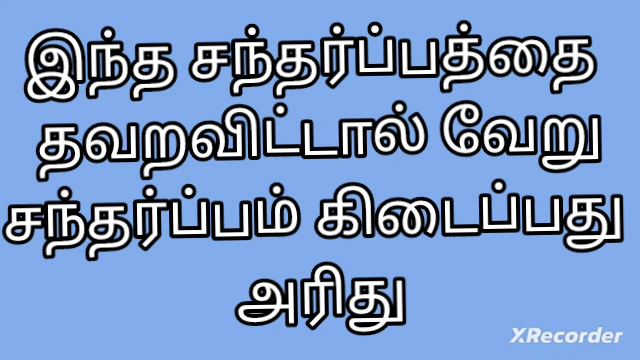 இந்த சந்தர்ப்பத்தை
தவறவிட்டால் வேறு
சந்தர்ப்பம் கிடைப்பது
அரிது
XRecorder